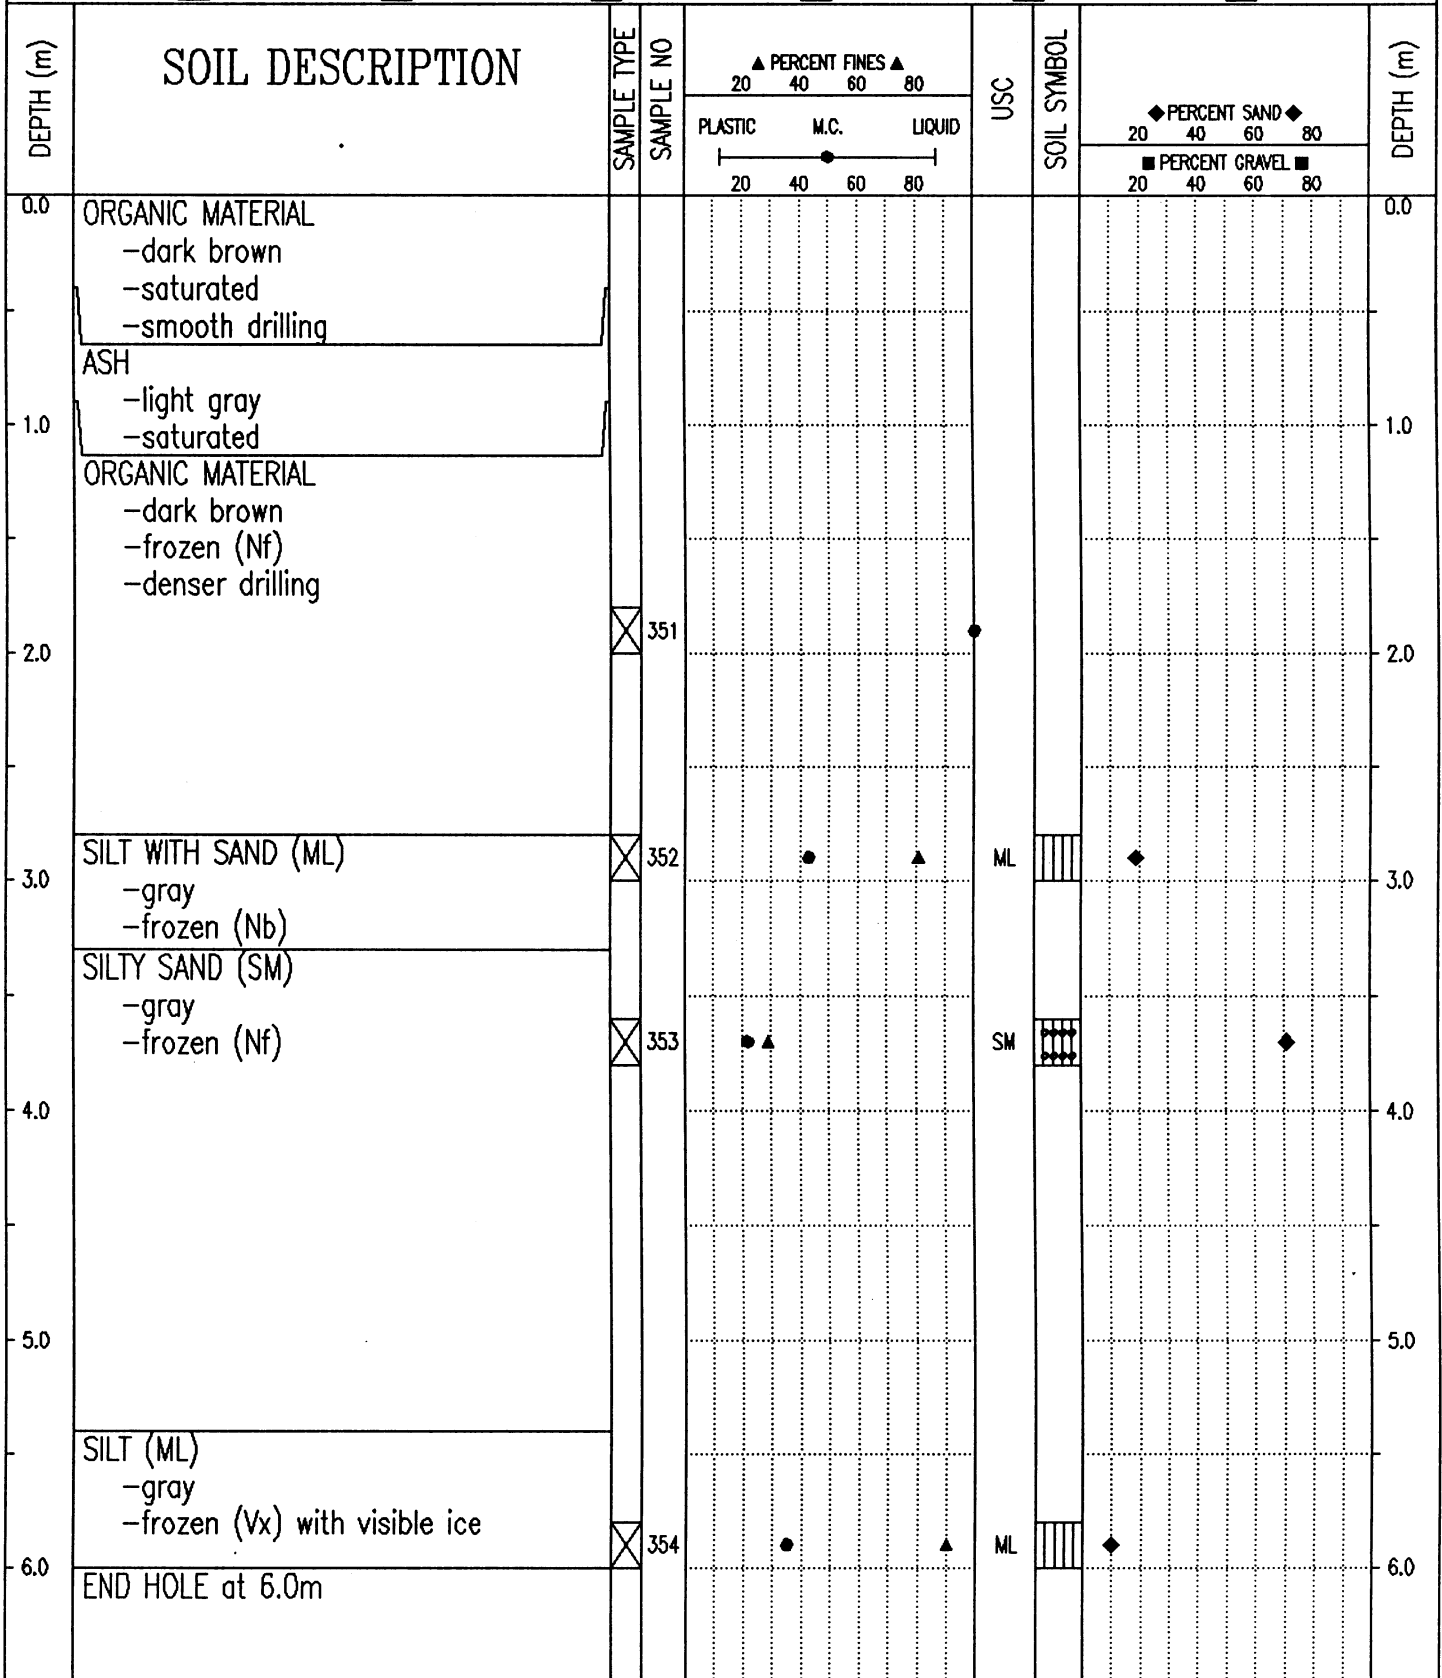 DEPTH (m)
SOIL DESCRIPTION
SAMPLE TYPE
SAMPLE NO
▲ PERCENT FINES ▲
20 40 60 80
PLASTIC M.C. LIQUID
20 40 60 80
USC
SOIL SYMBOL
◆PERCENT SAND◆
20 40 60 80
■PERCENT GRAVEL■
20 40 60 80
DEPTH (m)
0.0
ORGANIC MATERIAL
0.0
-dark brown
-saturated
-smooth drilling
ASH
-light gray
1.0
1.0
-saturated
ORGANIC MATERIAL
-dark brown
-frozen (Nf)
-denser drilling
351
2.0
2.0
SILT WITH SAND (ML)
352
ML
3.0
3.0
-gray
-frozen (Nb)
SILTY SAND (SM)
-gray
-frozen (Nf)
353
SM
4.0
4.0
5.0
5.0
SILT (ML)
-gray
-frozen (Vx) with visible ice
354
ML
6.0
6.0
END HOLE at 6.0m